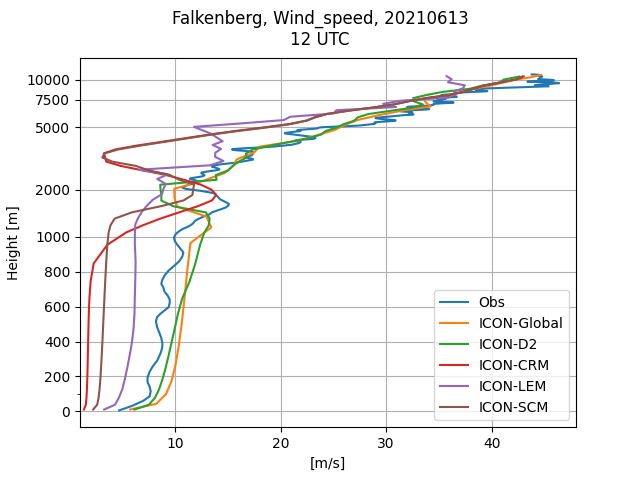 Falkenberg, Wind_speed, 20210613
12 UTC
Height [m]
10000
7500
5000
2000
1000
800
600
400
200
0
10
20
30
40
[m/s]
Obs
ICON-Global
ICON-D2
ICON-CRM
ICON-LEM
ICON-SCM